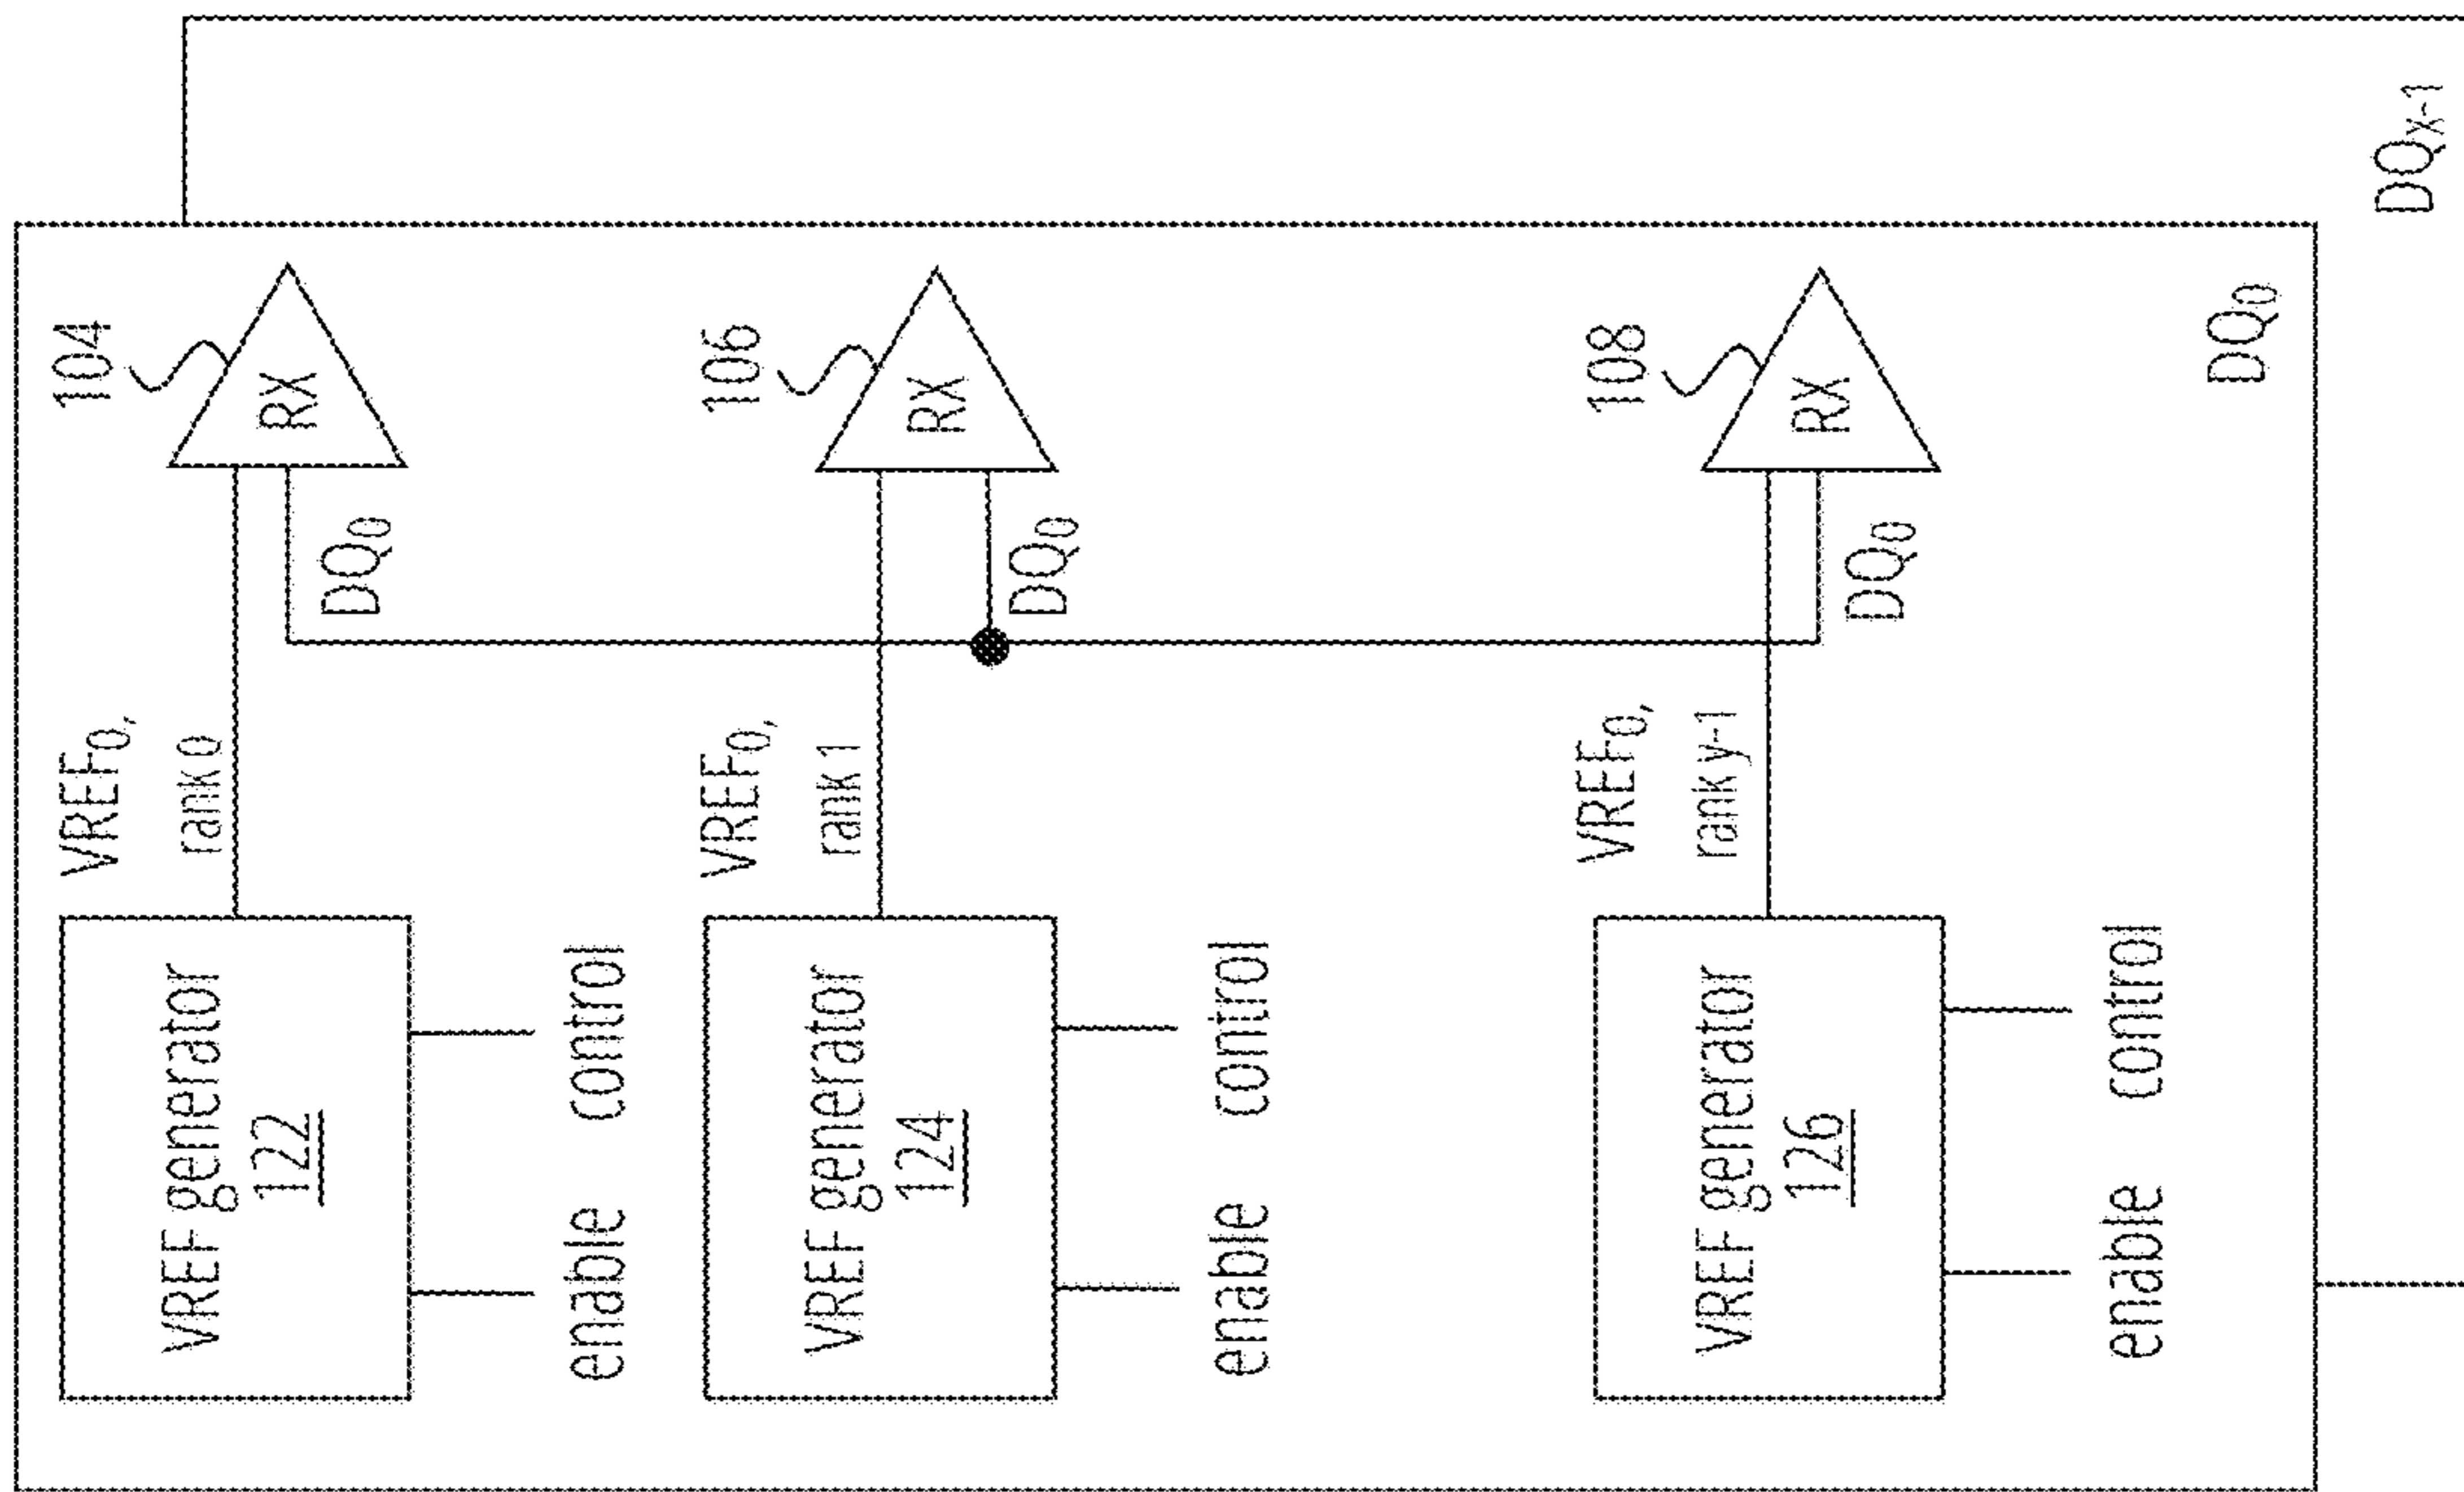 VREF generator
122
enable
control
VREF0,
rank 0
DQ0
RX
104
VREF generator
124
enable
control
VREF0,
rank 1
DQ0
RX
106
VREF generator
126
enable
control
VREF0,
rank y-1
DQ0
RX
108
DQ0
DQX-1